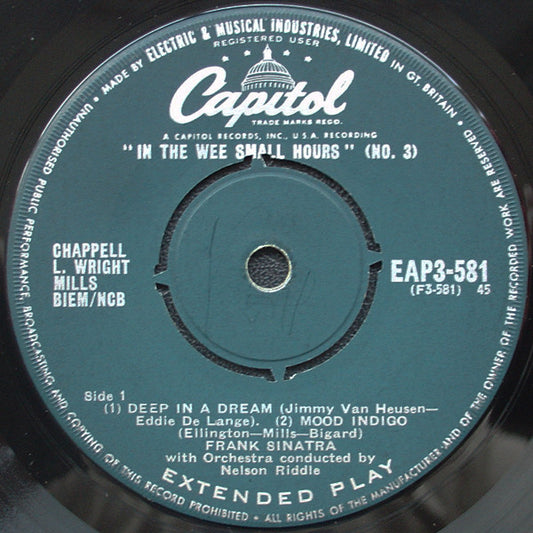 MADE BY ELECTRIC & MUSICAL INDUSTRIES, LIMITED IN GT. BRITAIN •
REGISTERED USER
Capitol
TRADE MARKS REGD.
A CAPITOL RECORDS, INC., U.S.A. RECORDING
"IN THE WEE SMALL HOURS" (NO. 3)
CHAPPELL
L. WRIGHT
MILLS
BIEM/NCB
EAP3-581
(F3-581) 45
Side 1
(1) DEEP IN A DREAM (Jimmy Van Heusen—
Eddie De Lange). (2) MOOD INDIGO
(Ellington—Mills—Bigard)
FRANK SINATRA
with Orchestra conducted by
Nelson Riddle
EXTENDED PLAY
UNAUTHORISED PUBLIC PERFORMANCE, BROADCASTING AND COPYING OF THIS RECORD PROHIBITED • ALL RIGHTS OF THE MANUFACTURER AND OF THE OWNER OF THE RECORDED WORK ARE RESERVED